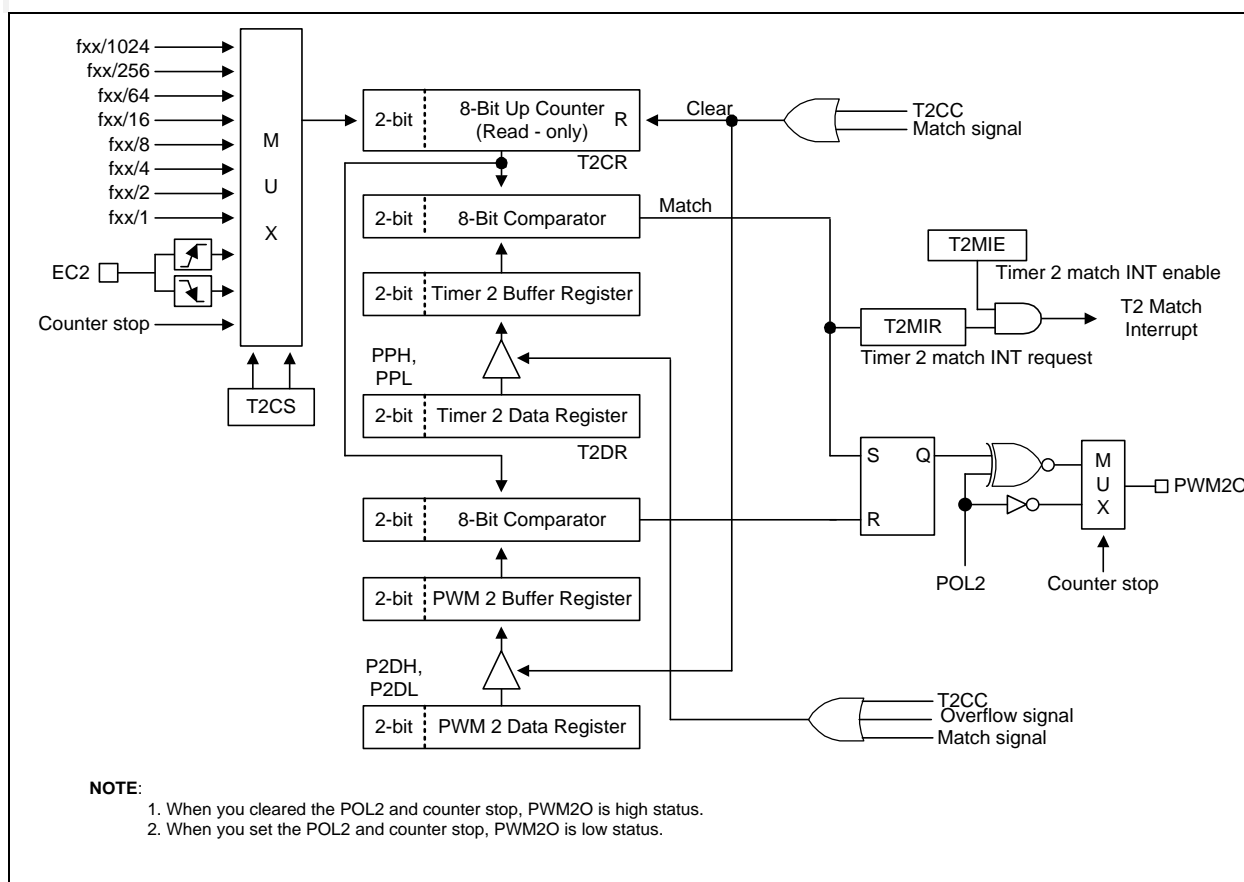 fxx/1024
fxx/256
fxx/64
fxx/16
fxx/8
fxx/4
fxx/2
fxx/1
EC2
Counter stop
M
U
X
T2CS
2-bit
8-Bit Up Counter
(Read - only)
R
T2CR
Clear
T2CC
Match signal
2-bit
8-Bit Comparator
Match
2-bit
Timer 2 Buffer Register
PPH,
PPL
2-bit
Timer 2 Data Register
T2DR
T2MIE
Timer 2 match INT enable
T2MIR
Timer 2 match INT request
T2 Match
Interrupt
2-bit
8-Bit Comparator
S
Q
R
M
U
X
PWM2O
POL2
Counter stop
2-bit
PWM 2 Buffer Register
P2DH,
P2DL
2-bit
PWM 2 Data Register
T2CC
Overflow signal
Match signal
NOTE:
1. When you cleared the POL2 and counter stop, PWM2O is high status.
2. When you set the POL2 and counter stop, PWM2O is low status.